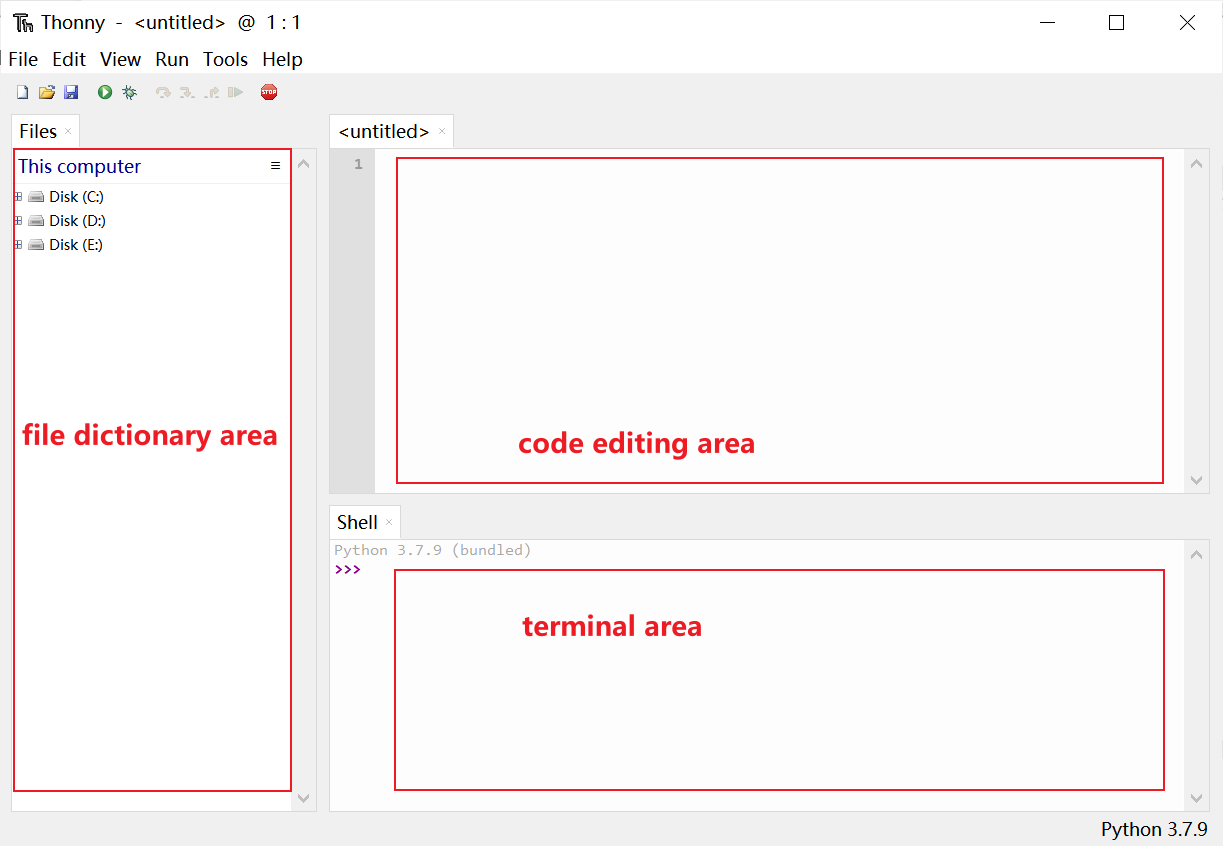 Thonny - <untitled> @ 1 : 1
File Edit View Run Tools Help
STOP
Files ×
This computer ≡
Disk (C:)
Disk (D:)
Disk (E:)
file dictionary area
<untitled> ×
1
code editing area
Shell ×
Python 3.7.9 (bundled)
>>>
terminal area
Python 3.7.9